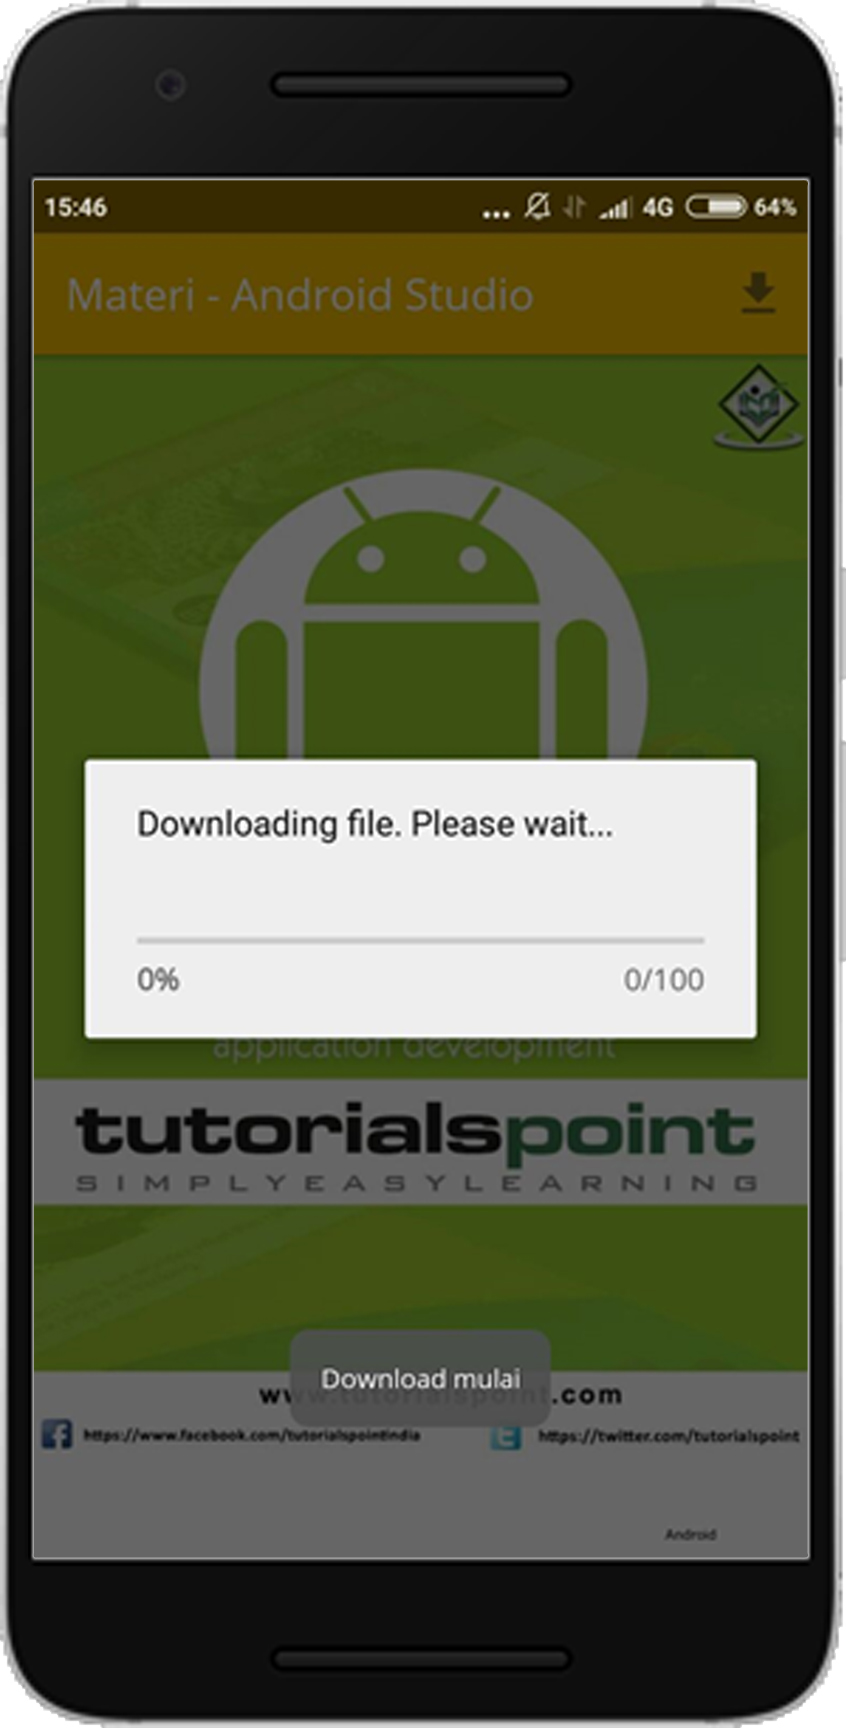 15:46 ... 4G 64%
Materi - Android Studio
Downloading file. Please wait...
0% 0/100
application development
tutorialspoint
SIMPLYEASYLEARNING
Download mulai
www.tutorialspoint.com
https://www.facebook.com/tutorialspointindia https://twitter.com/tutorialspoint
Android